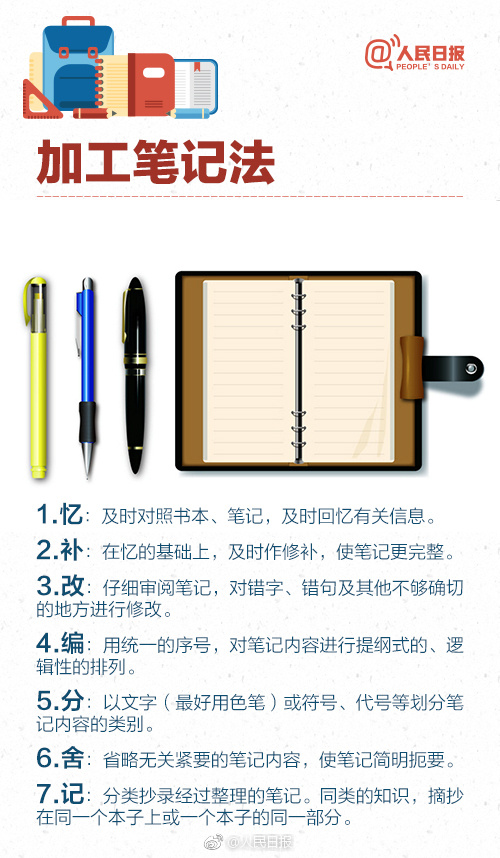 @人民日报
PEOPLE'S DAILY
加工笔记法
1.忆：及时对照书本、笔记，及时回忆有关信息。
2.补：在忆的基础上，及时作修补，使笔记更完整。
3.改：仔细审阅笔记，对错字、错句及其他不够确切
的地方进行修改。
4.编：用统一的序号，对笔记内容进行提纲式的、逻
辑性的排列。
5.分：以文字（最好用色笔）或符号、代号等划分笔
记内容的类别。
6.舍：省略无关紧要的笔记内容，使笔记简明扼要。
7.记：分类抄录经过整理的笔记。同类的知识，摘抄
在同一个本子上或一个本子的同一部分。
@人民日报